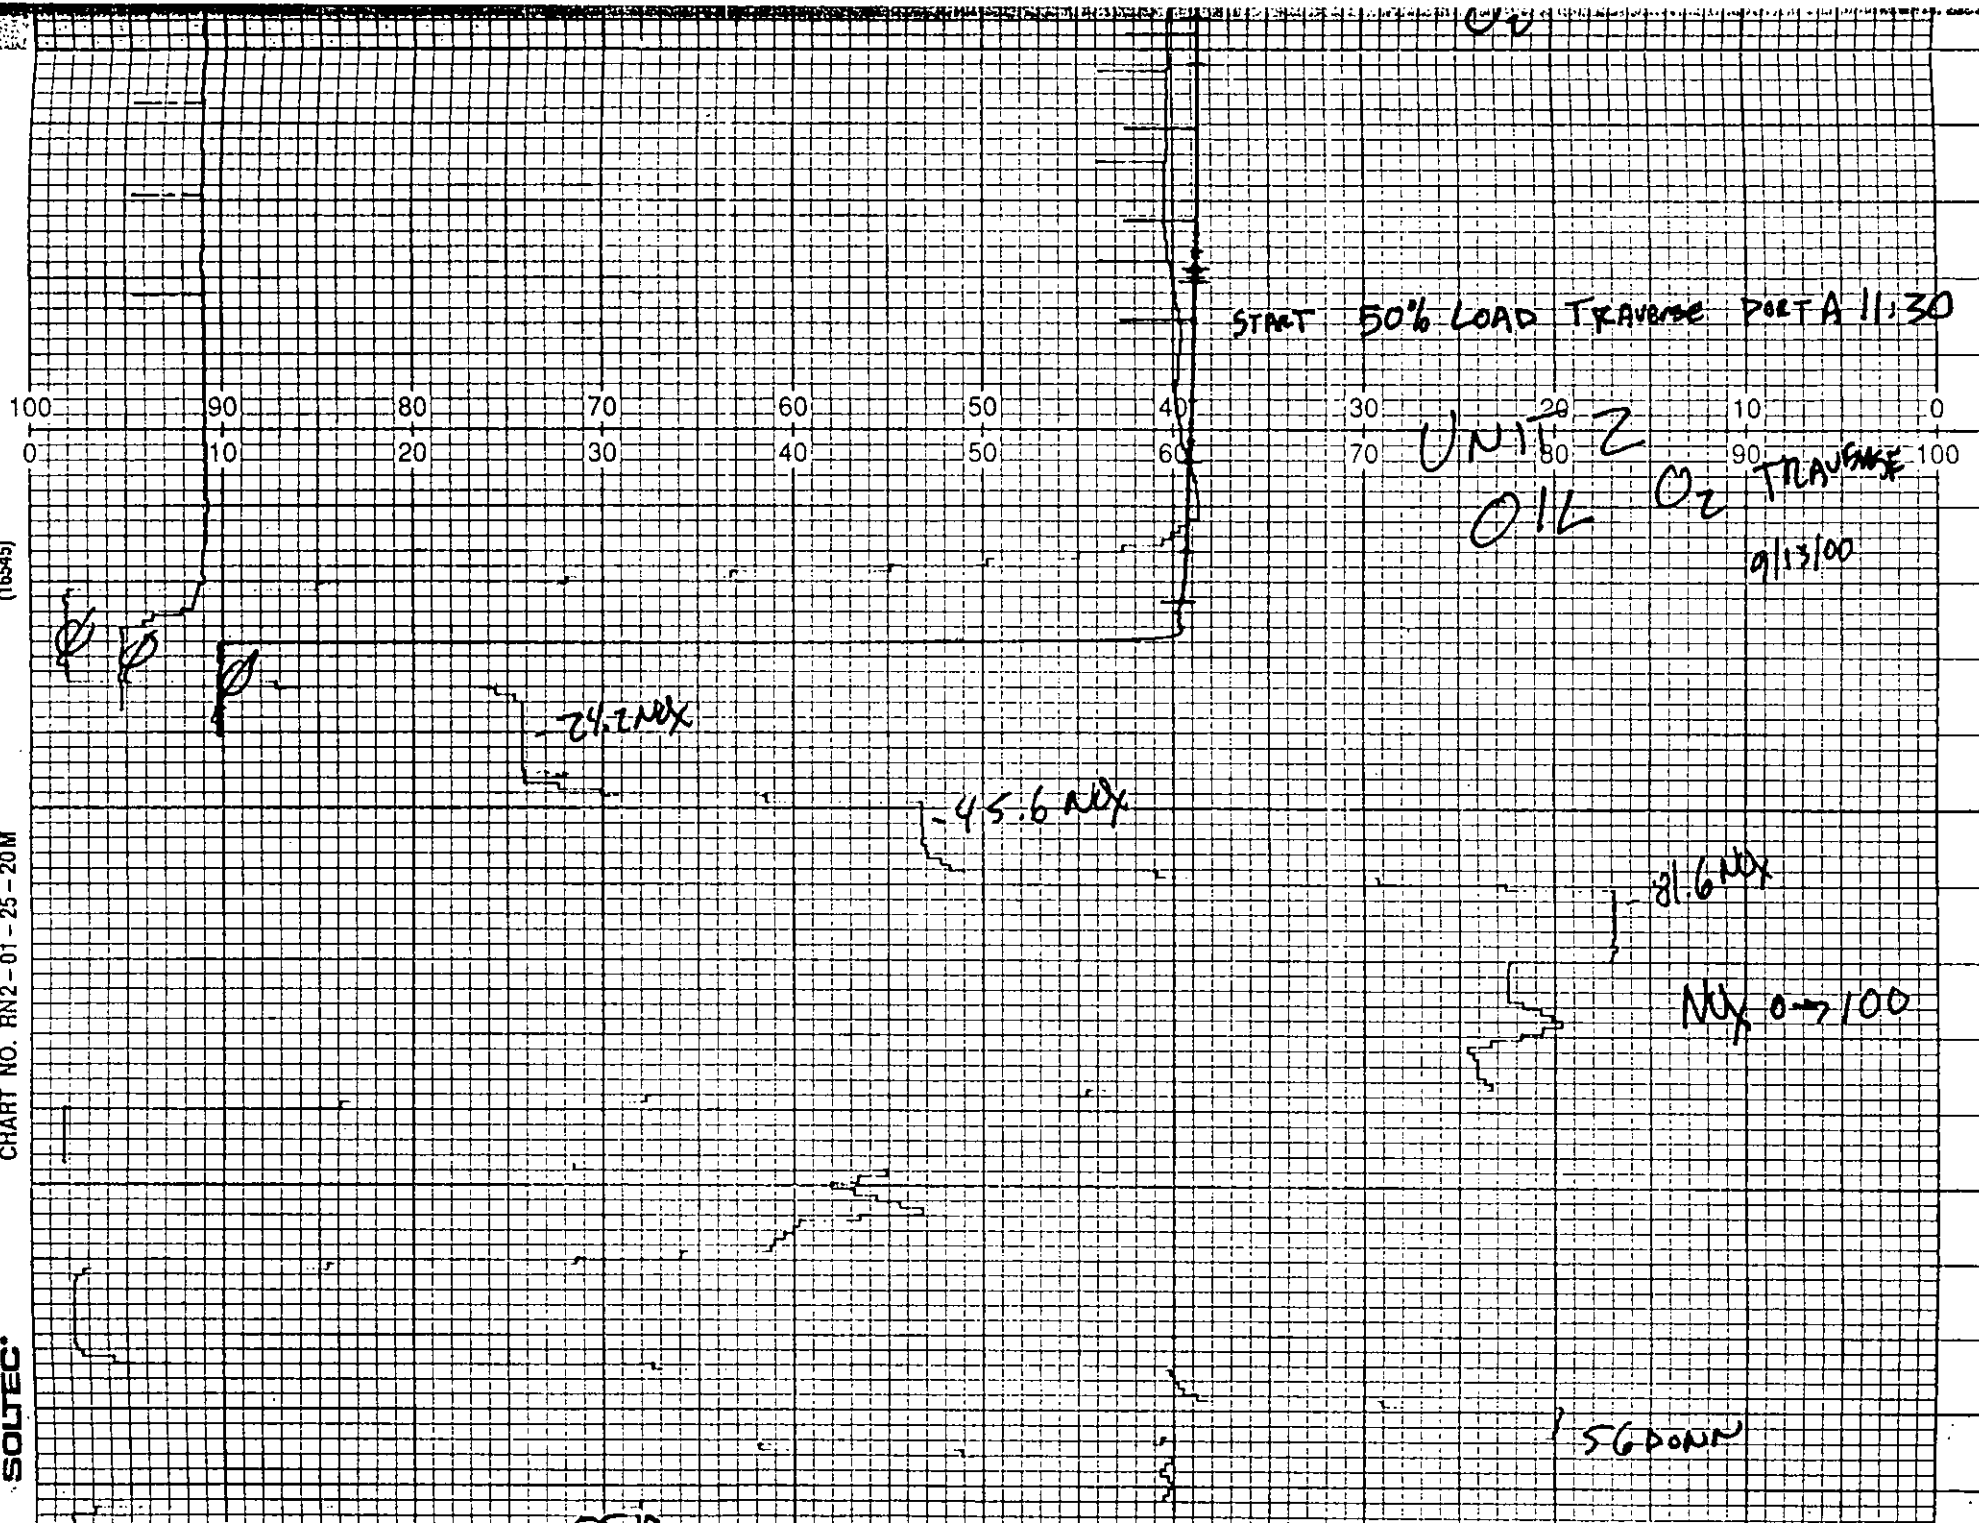 O2
START 50% LOAD TRAVERSE PORT A 11:30
100 90 80 70 60 50 40 30 20 10 0
0 10 20 30 40 50 60 70 80 90 100
UNIT 2
OIL O2 TRAVERSE
9/13/00
(16545)
Ø Ø Ø
-24.2 NOX
-45.6 NOX
81.6 NOX
NOX 0→100
CHART NO. RN2-01-25-20M
SOLTEC